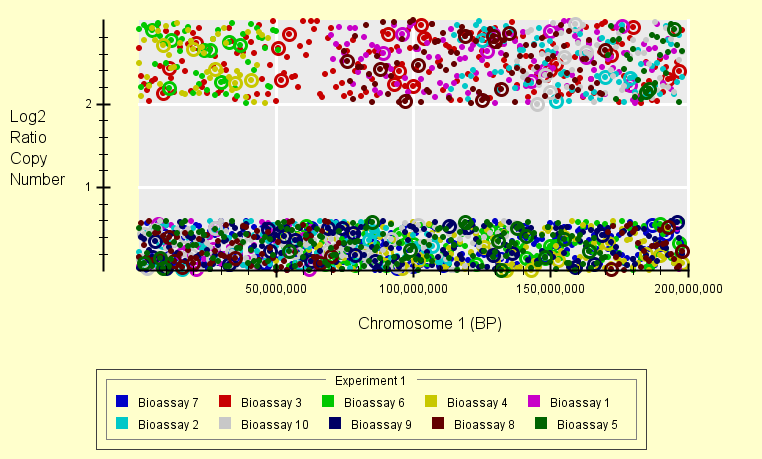 Log2
Ratio
Copy
Number
2
1
50,000,000 100,000,000 150,000,000 200,000,000
Chromosome 1 (BP)
Experiment 1
Bioassay 7 Bioassay 3 Bioassay 6 Bioassay 4 Bioassay 1
Bioassay 2 Bioassay 10 Bioassay 9 Bioassay 8 Bioassay 5